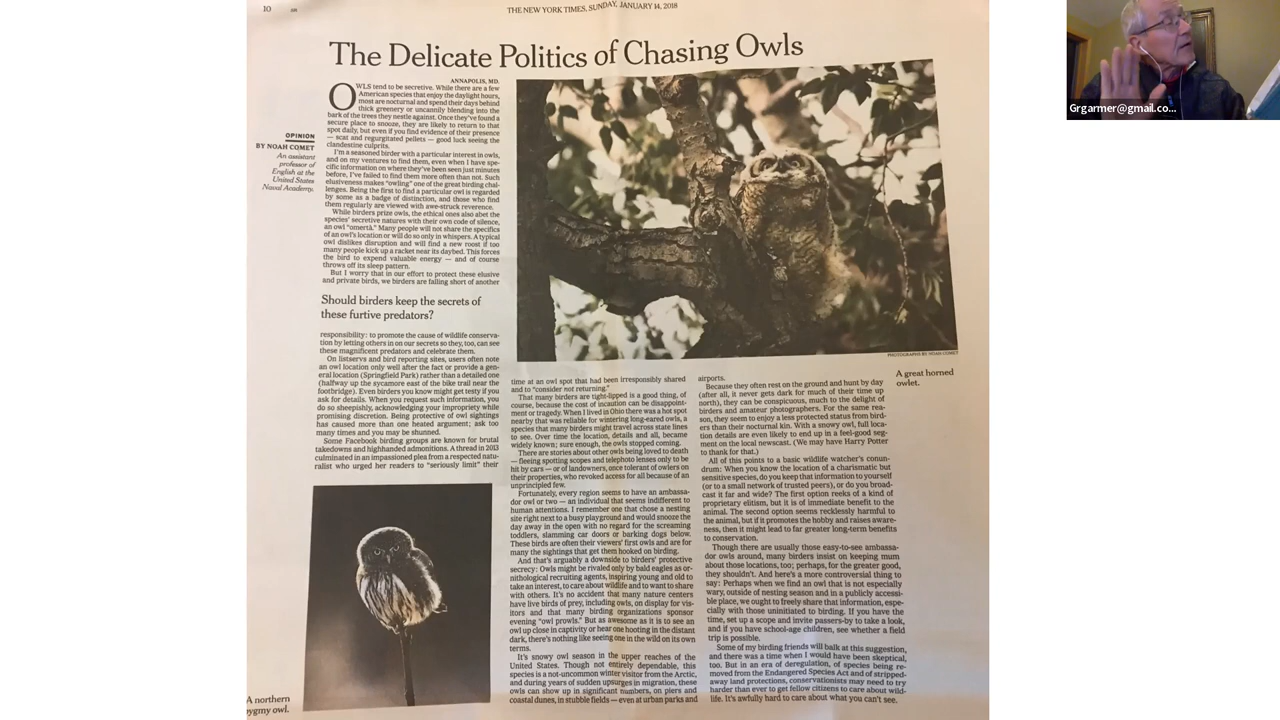 10
THE NEW YORK TIMES, SUNDAY, JANUARY 14, 2018
The Delicate Politics of Chasing Owls
OPINION
BY NOAH COMET
An assistant
professor of
English at the
United States
Naval Academy.
ANNAPOLIS, MD.
OWLS tend to be secretive. While there are a few
American species that enjoy the daylight hours,
most are nocturnal and spend their days behind
thick greenery or uncannily blending into the
bark of the trees they nestle against. Once they've found a
secure place to snooze, they are likely to return to that
spot daily, but even if you find evidence of their presence
— scat and regurgitated pellets — good luck seeing the
clandestine culprits.
I'm a seasoned birder with a particular interest in owls,
and on my ventures to find them, even when I have spe-
cific information on where they've been seen just minutes
before, I've failed to find them more often than not. Such
elusiveness makes "owling" one of the great birding chal-
lenges. Being the first to find a particular owl is regarded
by some as a badge of distinction, and those who find
them regularly are viewed with awe-struck reverence.
While birders prize owls, the ethical ones also abet the
species' secretive natures with their own code of silence,
an owl "omertà." Many people will not share the specifics
of an owl's location or will do so only in whispers. A typical
owl dislikes disruption and will find a new roost if too
many people kick up a racket near its daybed. This forces
the bird to expend valuable energy — and of course
throws off its sleep pattern.
But I worry that in our effort to protect these elusive
and private birds, we birders are falling short of another
Should birders keep the secrets of
these furtive predators?
responsibility: to promote the cause of wildlife conserva-
tion by letting others in on our secrets so they, too, can see
these magnificent predators and celebrate them.
On listservs and bird reporting sites, users often note
an owl location only well after the fact or provide a gen-
eral location (Springfield Park) rather than a detailed one
(halfway up the sycamore east of the bike trail near the
footbridge). Even birders you know might get testy if you
ask for details. When you request such information, you
do so sheepishly, acknowledging your impropriety while
promising discretion. Being protective of owl sightings
has caused more than one heated argument; ask too
many times and you may be shunned.
Some Facebook birding groups are known for brutal
takedowns and highhanded admonitions. A thread in 2013
culminated in an impassioned plea from a respected natu-
ralist who urged her readers to "seriously limit" their
A northern
pygmy owl.
time at an owl spot that had been irresponsibly shared
and to "consider not returning."
That many birders are tight-lipped is a good thing, of
course, because the cost of incaution can be disappoint-
ment or tragedy. When I lived in Ohio there was a hot spot
nearby that was reliable for wintering long-eared owls, a
species that many birders might travel across state lines
to see. Over time the location, details and all, became
widely known; sure enough, the owls stopped coming.
There are stories about other owls being loved to death
— fleeing spotting scopes and telephoto lenses only to be
hit by cars — or of landowners, once tolerant of owlers on
their properties, who revoked access for all because of an
unprincipled few.
Fortunately, every region seems to have an ambassa-
dor owl or two — an individual that seems indifferent to
human attentions. I remember one that chose a nesting
site right next to a busy playground and would snooze the
day away in the open with no regard for the screaming
toddlers, slamming car doors or barking dogs below.
These birds are often their viewers' first owls and are for
many the sightings that get them hooked on birding.
And that's arguably a downside to birders' protective
secrecy: Owls might be rivaled only by bald eagles as or-
nithological recruiting agents, inspiring young and old to
take an interest, to care about wildlife and to want to share
with others. It's no accident that many nature centers
have live birds of prey, including owls, on display for vis-
itors and that many birding organizations sponsor
evening "owl prowls." But as awesome as it is to see an
owl up close in captivity or hear one hooting in the distant
dark, there's nothing like seeing one in the wild on its own
terms.
It's snowy owl season in the upper reaches of the
United States. Though not entirely dependable, this
species is a not-uncommon winter visitor from the Arctic,
and during years of sudden upsurges in migration, these
owls can show up in significant numbers, on piers and
coastal dunes, in stubble fields — even at urban parks and
PHOTOGRAPHS BY NOAH COMET
A great horned
owlet.
airports.
Because they often rest on the ground and hunt by day
(after all, it never gets dark for much of their time up
north), they can be conspicuous, much to the delight of
birders and amateur photographers. For the same rea-
son, they seem to enjoy a less protected status from bird-
ers than their nocturnal kin. With a snowy owl, full loca-
tion details are even likely to end up in a feel-good seg-
ment on the local newscast. (We may have Harry Potter
to thank for that.)
All of this points to a basic wildlife watcher's conun-
drum: When you know the location of a charismatic but
sensitive species, do you keep that information to yourself
(or to a small network of trusted peers), or do you broad-
cast it far and wide? The first option reeks of a kind of
proprietary elitism, but it is of immediate benefit to the
animal. The second option seems recklessly harmful to
the animal, but if it promotes the hobby and raises aware-
ness, then it might lead to far greater long-term benefits
to conservation.
Though there are usually those easy-to-see ambassa-
dor owls around, many birders insist on keeping mum
about those locations, too; perhaps, for the greater good,
they shouldn't. And here's a more controversial thing to
say: Perhaps when we find an owl that is not especially
wary, outside of nesting season and in a publicly accessi-
ble place, we ought to freely share that information, espe-
cially with those uninitiated to birding. If you have the
time, set up a scope and invite passers-by to take a look,
and if you have school-age children, see whether a field
trip is possible.
Some of my birding friends will balk at this suggestion,
and there was a time when I would have been skeptical,
too. But in an era of deregulation, of species being re-
moved from the Endangered Species Act and of stripped-
away land protections, conservationists may need to try
harder than ever to get fellow citizens to care about wild-
life. It's awfully hard to care about what you can't see.
Grgarmer@gmail.co...